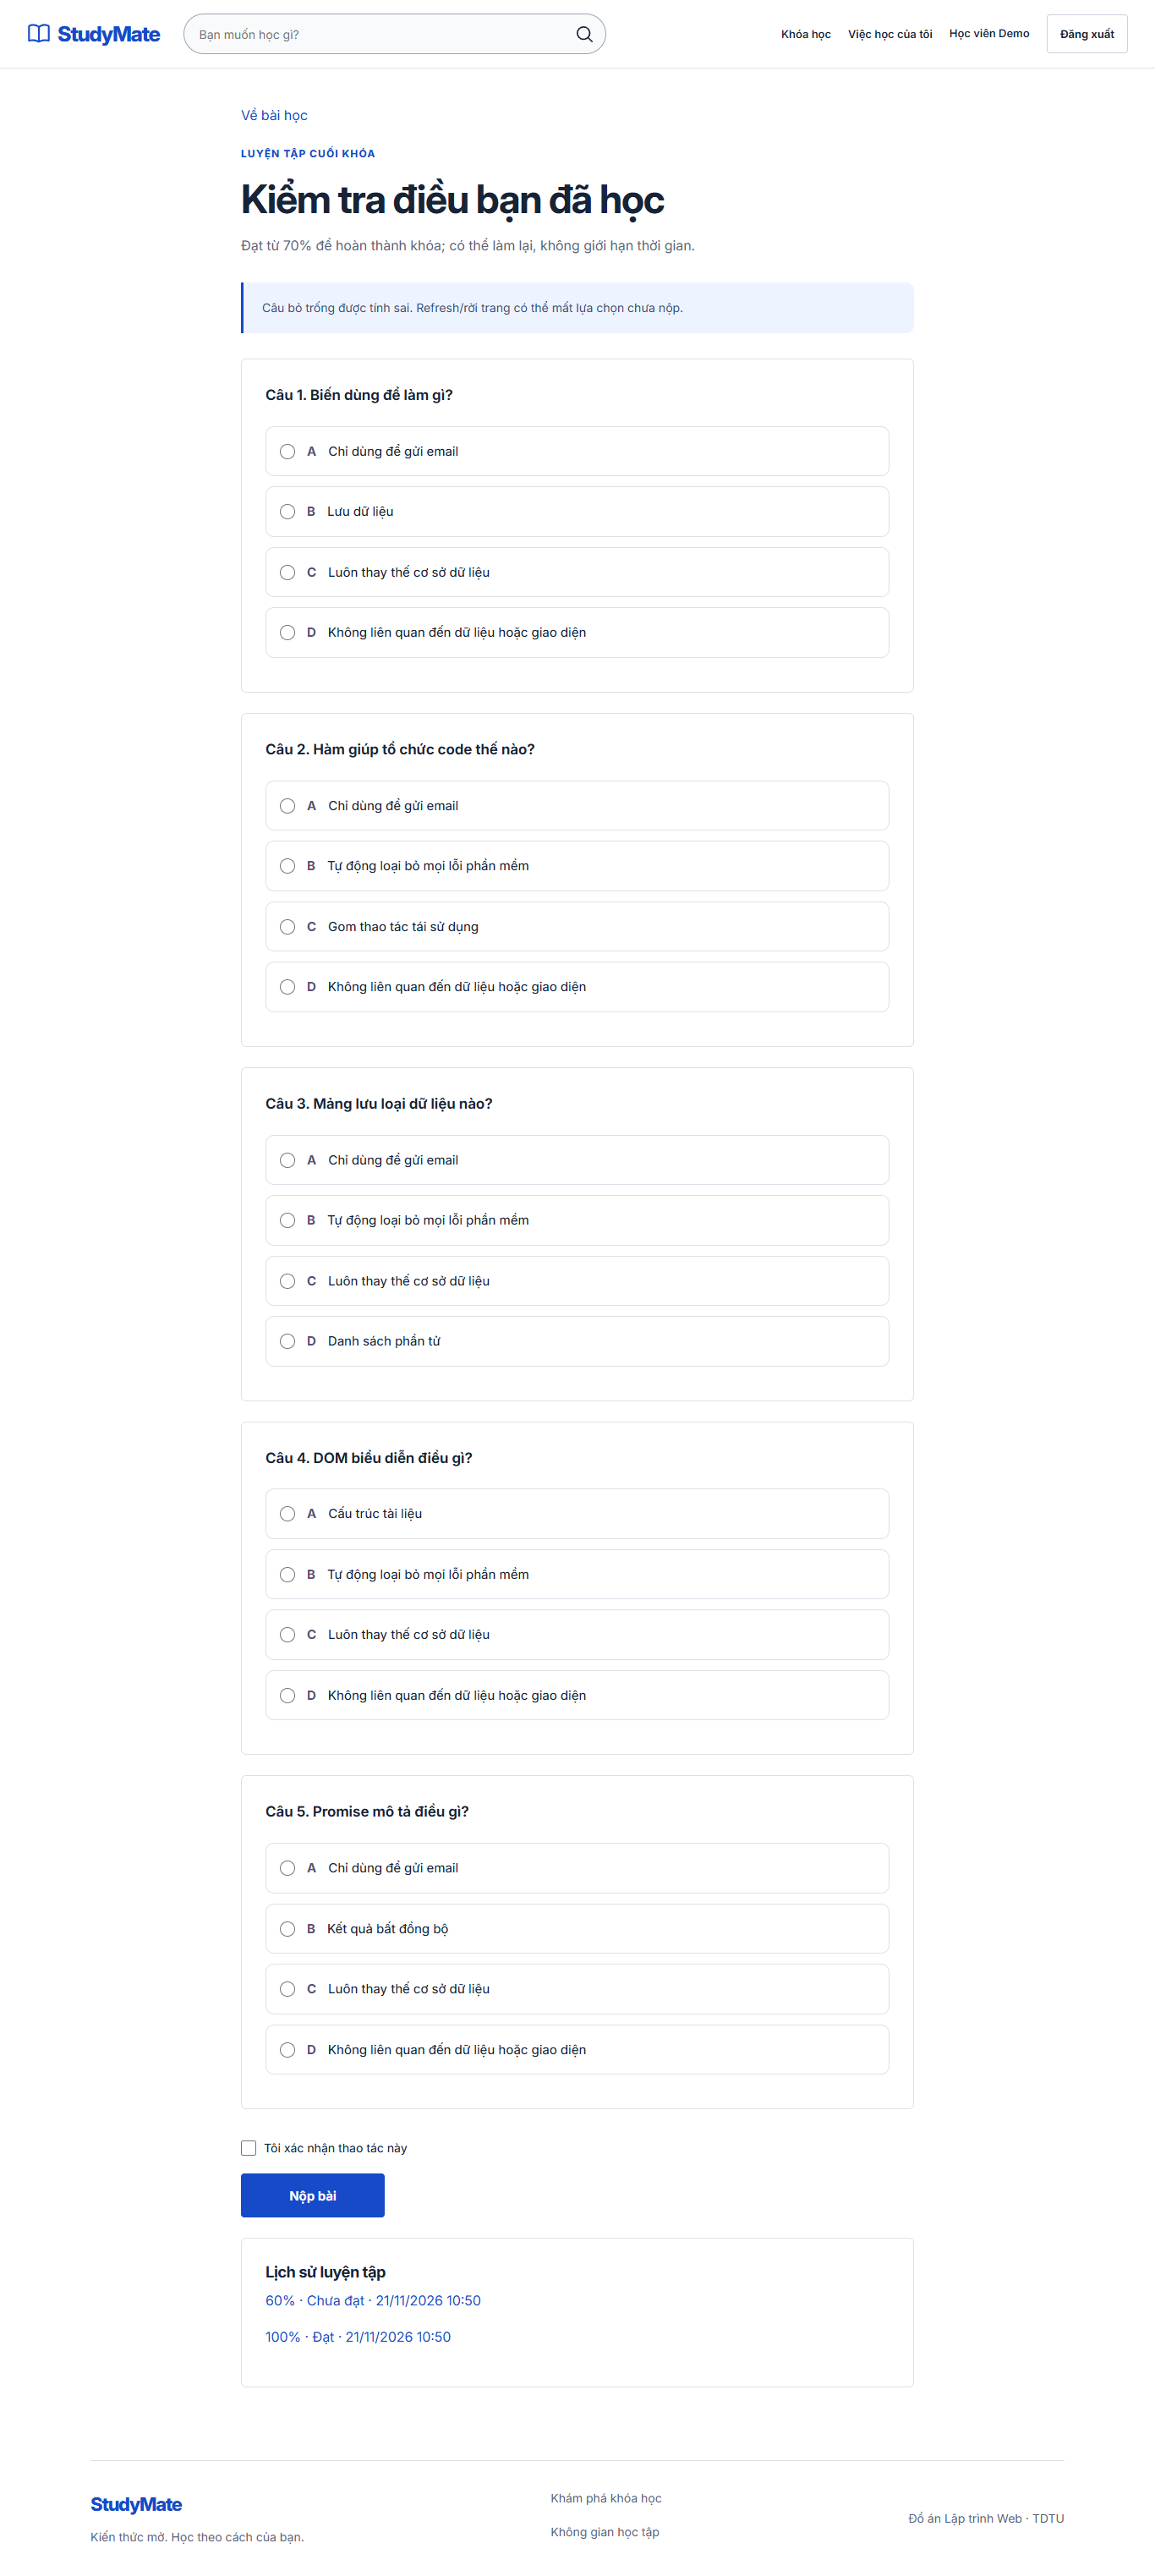 StudyMate
Bạn muốn học gì?
Khóa học
Việc học của tôi
Học viên Demo
Đăng xuất
Về bài học
LUYỆN TẬP CUỐI KHÓA
Kiểm tra điều bạn đã học
Đạt từ 70% để hoàn thành khóa; có thể làm lại, không giới hạn thời gian.
Câu bỏ trống được tính sai. Refresh/rời trang có thể mất lựa chọn chưa nộp.
Câu 1. Biến dùng để làm gì?
A Chỉ dùng để gửi email
B Lưu dữ liệu
C Luôn thay thế cơ sở dữ liệu
D Không liên quan đến dữ liệu hoặc giao diện
Câu 2. Hàm giúp tổ chức code thế nào?
A Chỉ dùng để gửi email
B Tự động loại bỏ mọi lỗi phần mềm
C Gom thao tác tái sử dụng
D Không liên quan đến dữ liệu hoặc giao diện
Câu 3. Mảng lưu loại dữ liệu nào?
A Chỉ dùng để gửi email
B Tự động loại bỏ mọi lỗi phần mềm
C Luôn thay thế cơ sở dữ liệu
D Danh sách phần tử
Câu 4. DOM biểu diễn điều gì?
A Cấu trúc tài liệu
B Tự động loại bỏ mọi lỗi phần mềm
C Luôn thay thế cơ sở dữ liệu
D Không liên quan đến dữ liệu hoặc giao diện
Câu 5. Promise mô tả điều gì?
A Chỉ dùng để gửi email
B Kết quả bất đồng bộ
C Luôn thay thế cơ sở dữ liệu
D Không liên quan đến dữ liệu hoặc giao diện
Tôi xác nhận thao tác này
Nộp bài
Lịch sử luyện tập
60% · Chưa đạt · 21/11/2026 10:50
100% · Đạt · 21/11/2026 10:50
StudyMate
Kiến thức mở. Học theo cách của bạn.
Khám phá khóa học
Không gian học tập
Đồ án Lập trình Web · TDTU